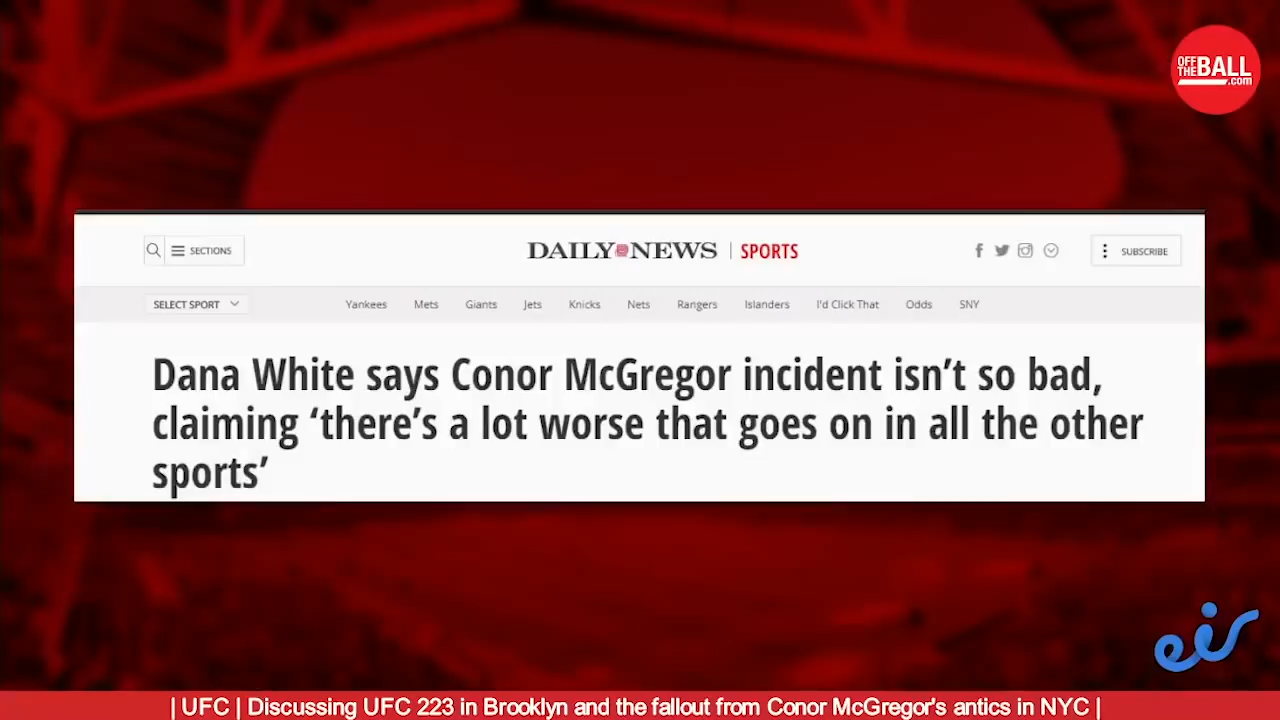 OFF
THE BALL
.com
SECTIONS
DAILY NEWS | SPORTS
SUBSCRIBE
SELECT SPORT
Yankees Mets Giants Jets Knicks Nets Rangers Islanders I'd Click That Odds SNY
Dana White says Conor McGregor incident isn’t so bad,
claiming ‘there’s a lot worse that goes on in all the other
sports’
eir
| UFC | Discussing UFC 223 in Brooklyn and the fallout from Conor McGregor's antics in NYC |